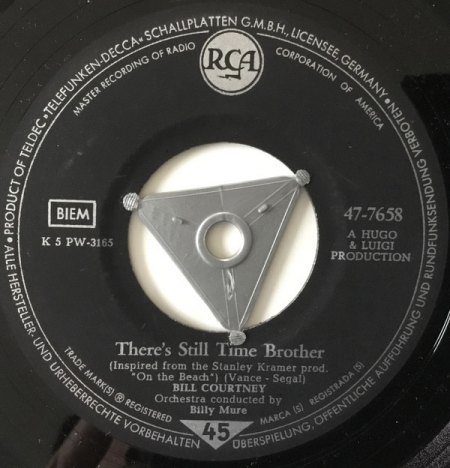 • PRODUCT OF TELDEC »TELEFUNKEN-DECCA« SCHALLPLATTEN G.M.B.H., LICENSEE, GERMANY •
MASTER RECORDING OF RADIO
CORPORATION OF AMERICA
RCA
BIEM
K 5 PW-3165
47-7658
A HUGO
& LUIGI
PRODUCTION
There's Still Time Brother
(Inspired from the Stanley Kramer prod.
"On the Beach") (Vance - Segal)
BILL COURTNEY
Orchestra conducted by
Billy Mure
TRADE MARK(S) ® REGISTERED
MARCA (S) REGISTRADA (S)
45
ALLE HERSTELLER- UND URHEBERRECHTE VORBEHALTEN
ÜBERSPIELUNG, ÖFFENTLICHE AUFFÜHRUNG UND RUNDFUNKSENDUNG VERBOTEN